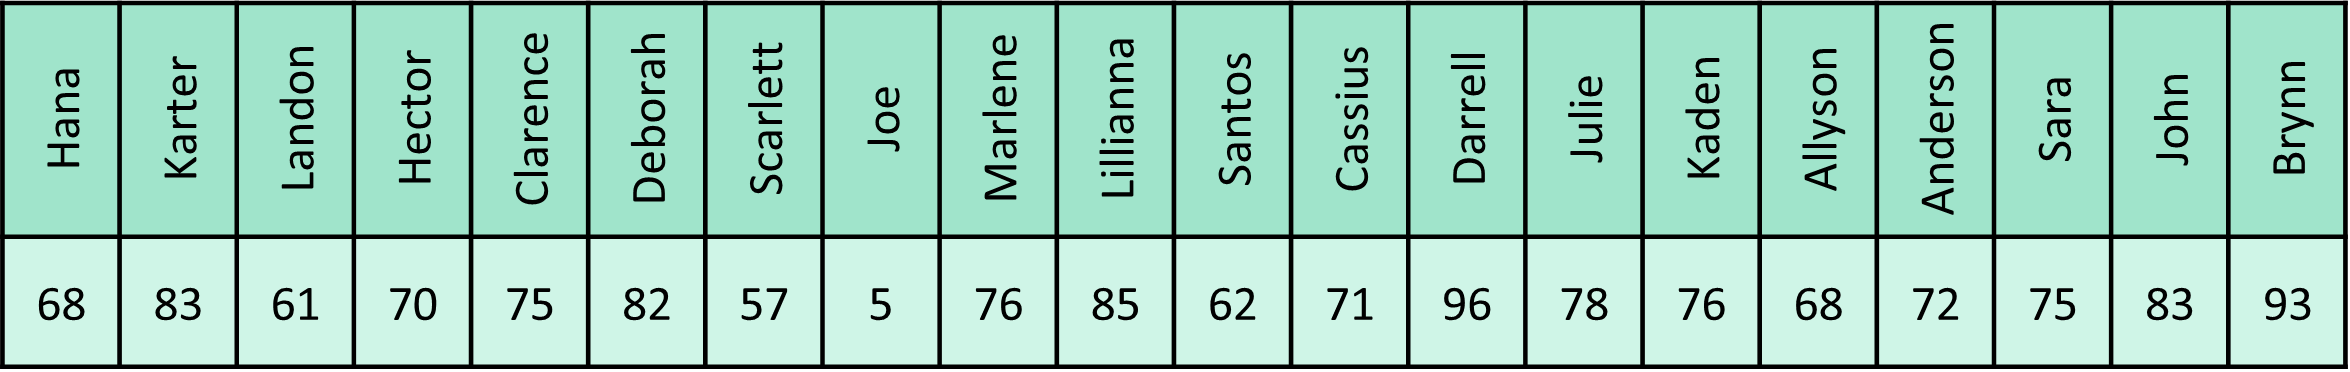 Hana Karter Landon Hector Clarence Deborah Scarlett Joe Marlene Lillianna Santos Cassius Darrell Julie Kaden Allyson Anderson Sara John Brynn
68 83 61 70 75 82 57 5 76 85 62 71 96 78 76 68 72 75 83 93